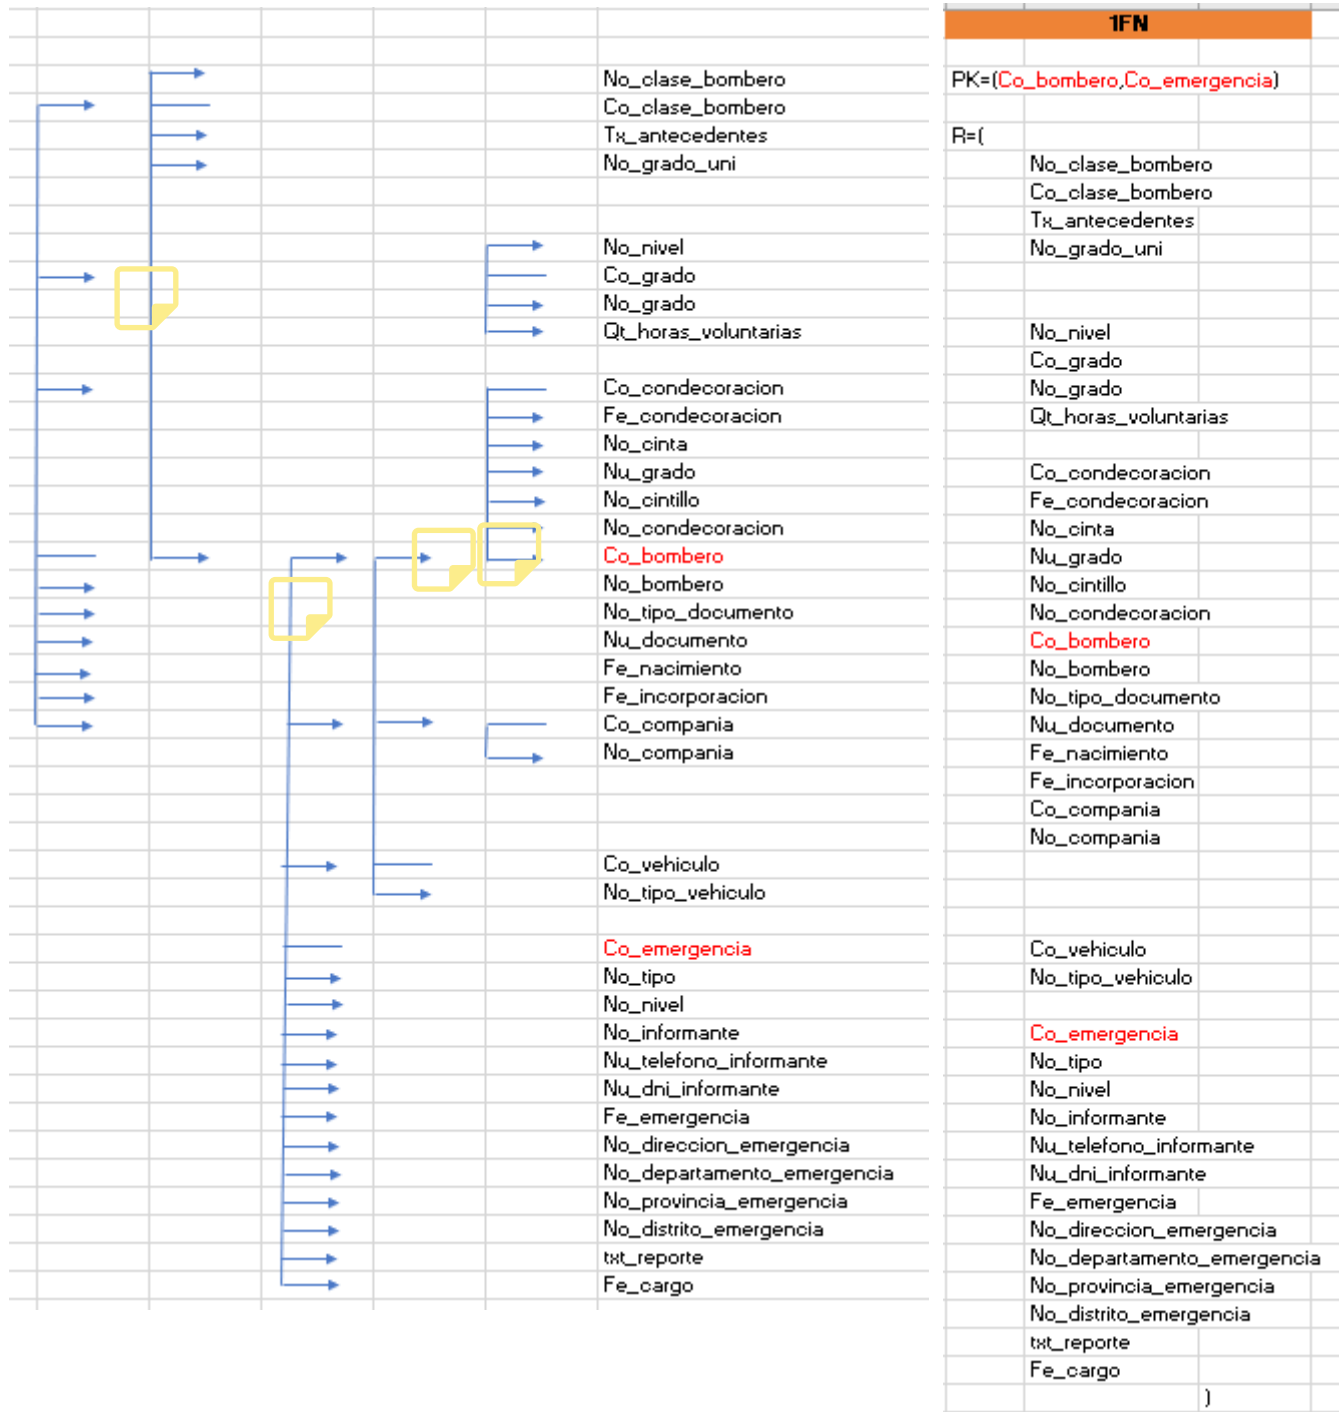 No_clase_bombero
Co_clase_bombero
Tx_antecedentes
No_grado_uni
No_nivel
Co_grado
No_grado
Qt_horas_voluntarias
Co_condecoracion
Fe_condecoracion
No_cinta
Nu_grado
No_cintillo
No_condecoracion
Co_bombero
No_bombero
No_tipo_documento
Nu_documento
Fe_nacimiento
Fe_incorporacion
Co_compania
No_compania
Co_vehiculo
No_tipo_vehiculo
Co_emergencia
No_tipo
No_nivel
No_informante
Nu_telefono_informante
Nu_dni_informante
Fe_emergencia
No_direccion_emergencia
No_departamento_emergencia
No_provincia_emergencia
No_distrito_emergencia
txt_reporte
Fe_cargo
1FN
PK=(Co_bombero,Co_emergencia)
R=(
No_clase_bombero
Co_clase_bombero
Tx_antecedentes
No_grado_uni
No_nivel
Co_grado
No_grado
Qt_horas_voluntarias
Co_condecoracion
Fe_condecoracion
No_cinta
Nu_grado
No_cintillo
No_condecoracion
Co_bombero
No_bombero
No_tipo_documento
Nu_documento
Fe_nacimiento
Fe_incorporacion
Co_compania
No_compania
Co_vehiculo
No_tipo_vehiculo
Co_emergencia
No_tipo
No_nivel
No_informante
Nu_telefono_informante
Nu_dni_informante
Fe_emergencia
No_direccion_emergencia
No_departamento_emergencia
No_provincia_emergencia
No_distrito_emergencia
txt_reporte
Fe_cargo
)